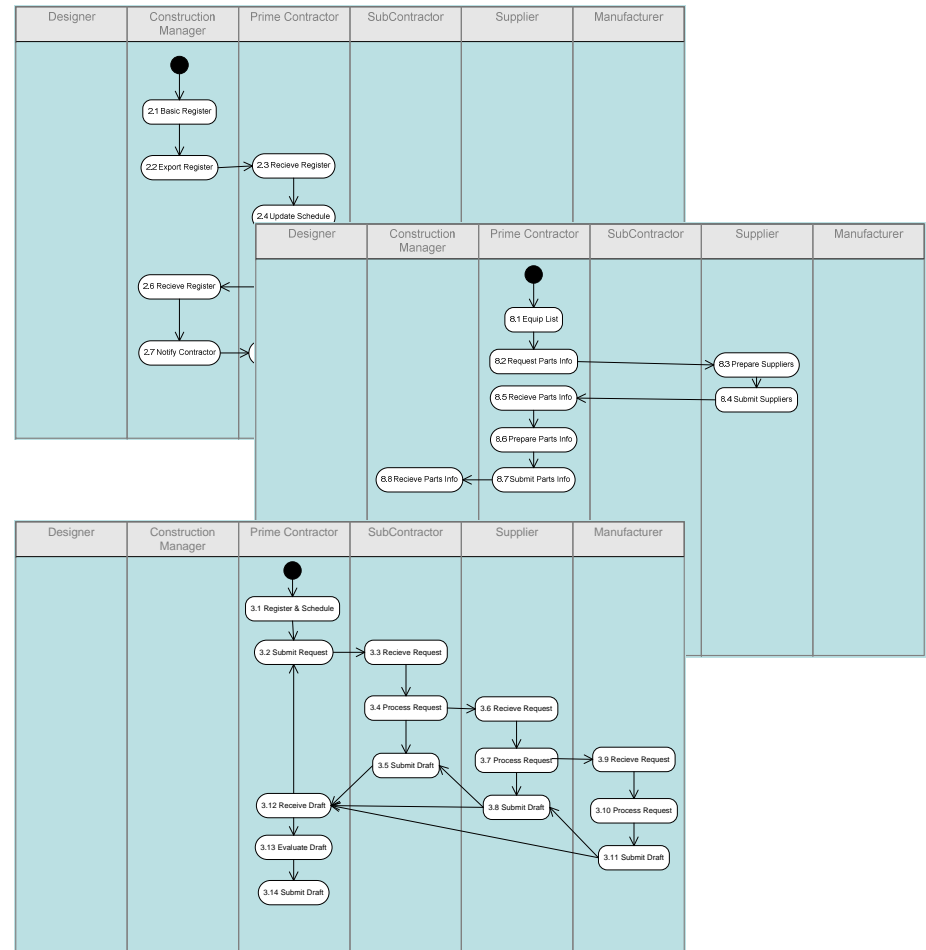 Designer
Construction
Manager
Prime Contractor
SubContractor
Supplier
Manufacturer
2.1 Basic Register
2.2 Export Register
2.3 Recieve Register
2.4 Update Schedule
2.6 Recieve Register
2.7 Notify Contractor
Designer
Construction
Manager
Prime Contractor
SubContractor
Supplier
Manufacturer
8.1 Equip List
8.2 Request Parts Info
8.3 Prepare Suppliers
8.4 Submit Suppliers
8.5 Recieve Parts Info
8.6 Prepare Parts Info
8.7 Submit Parts Info
8.8 Recieve Parts Info
Designer
Construction
Manager
Prime Contractor
SubContractor
Supplier
Manufacturer
3.1 Register & Schedule
3.2 Submit Request
3.3 Recieve Request
3.4 Process Request
3.6 Recieve Request
3.5 Submit Draft
3.7 Process Request
3.9 Recieve Request
3.12 Receive Draft
3.8 Submit Draft
3.10 Process Request
3.13 Evaluate Draft
3.11 Submit Draft
3.14 Submit Draft